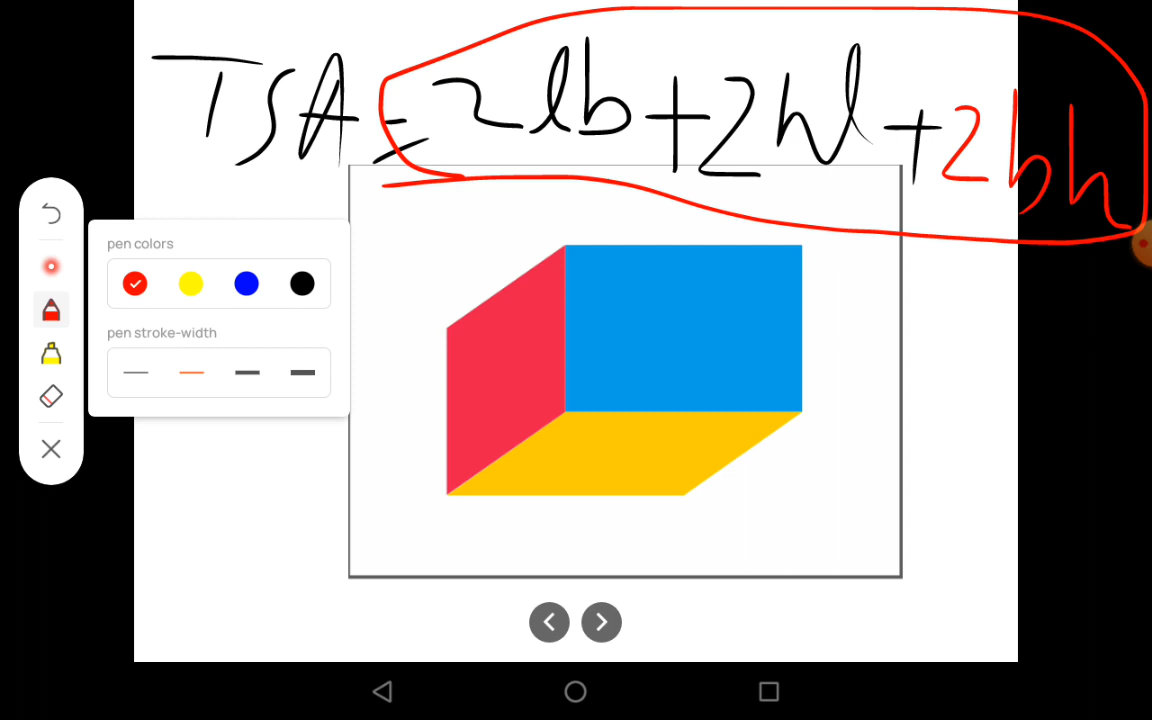 TSA = 2lb + 2hl + 2bh
pen colors
pen stroke-width